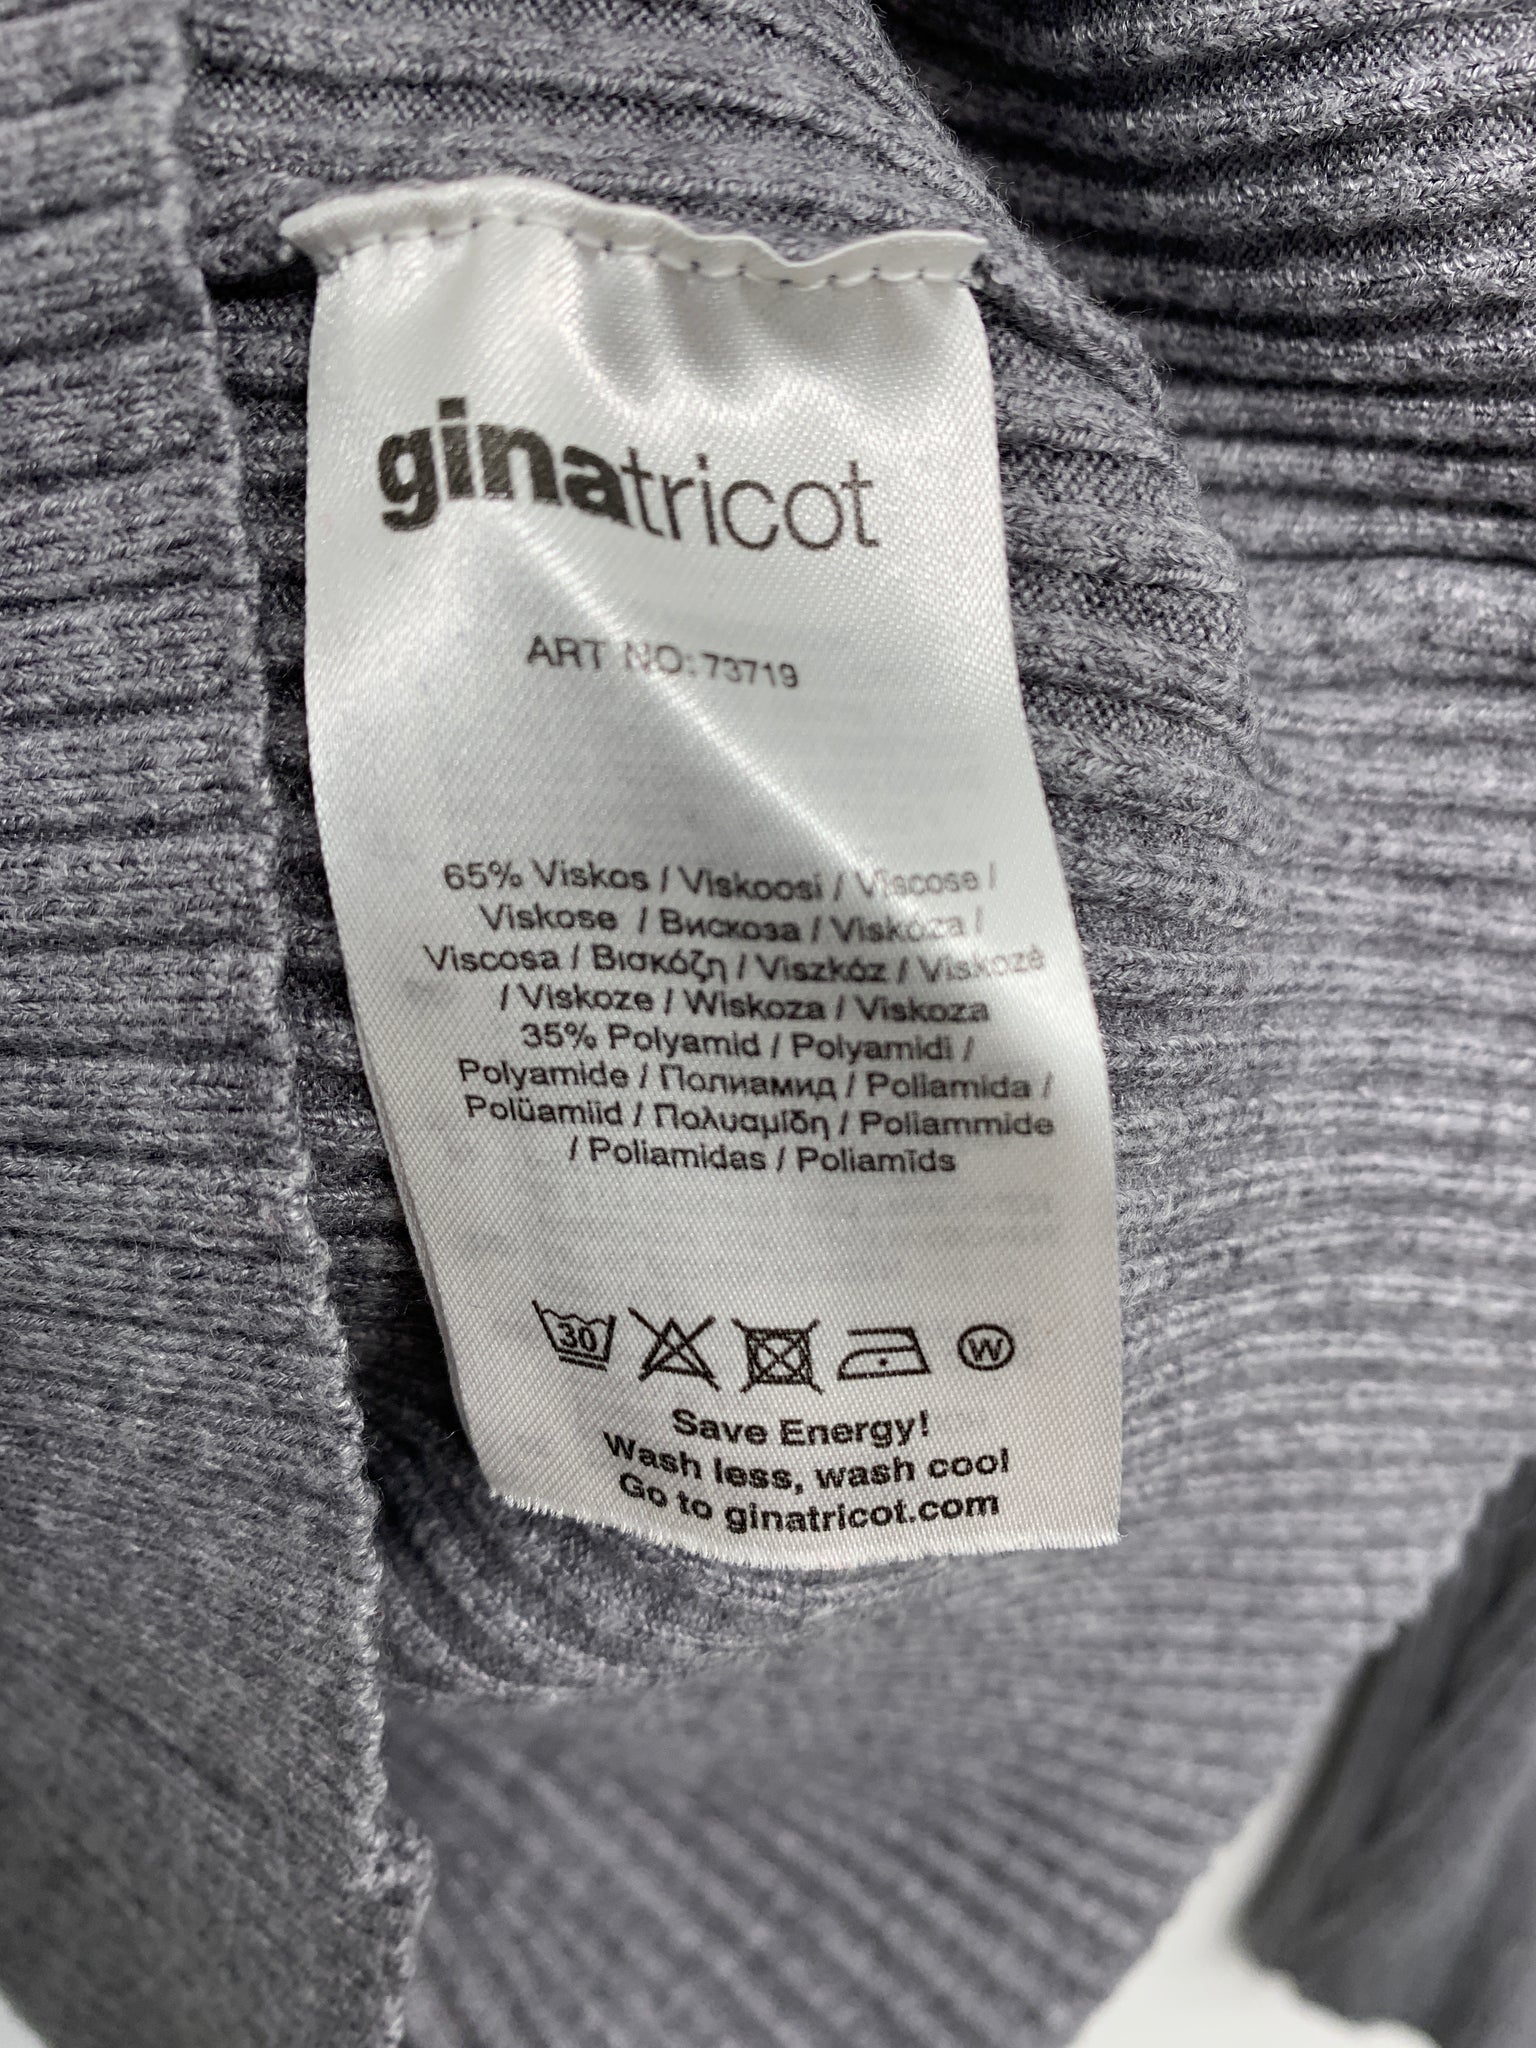 ginatricot
ART NO: 73719
65% Viskos / Viskoosi / Viscose /
Viskose / Вискоза / Viskóza /
Viscosa / Βισκόζη / Viszkóz / Viskozė
/ Viskoze / Wiskoza / Viskoza
35% Polyamid / Polyamidi /
Polyamide / Полиамид / Poliamida /
Polüamiid / Πολυαμίδη / Poliammide
/ Poliamidas / Poliamīds
30 W
Save Energy!
Wash less, wash cool
Go to ginatricot.com